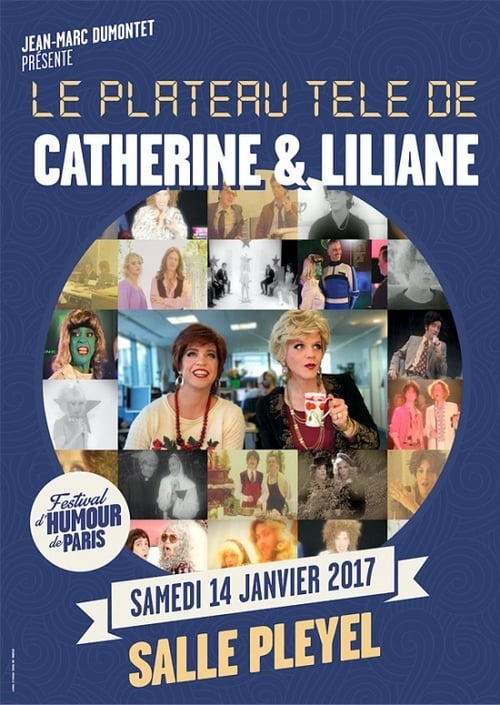 JEAN-MARC DUMONTET
PRÉSENTE
LE PLATEAU TELE DE
CATHERINE & LILIANE
Festival
d'HUMOUR
de PARIS
SAMEDI 14 JANVIER 2017
SALLE PLEYEL